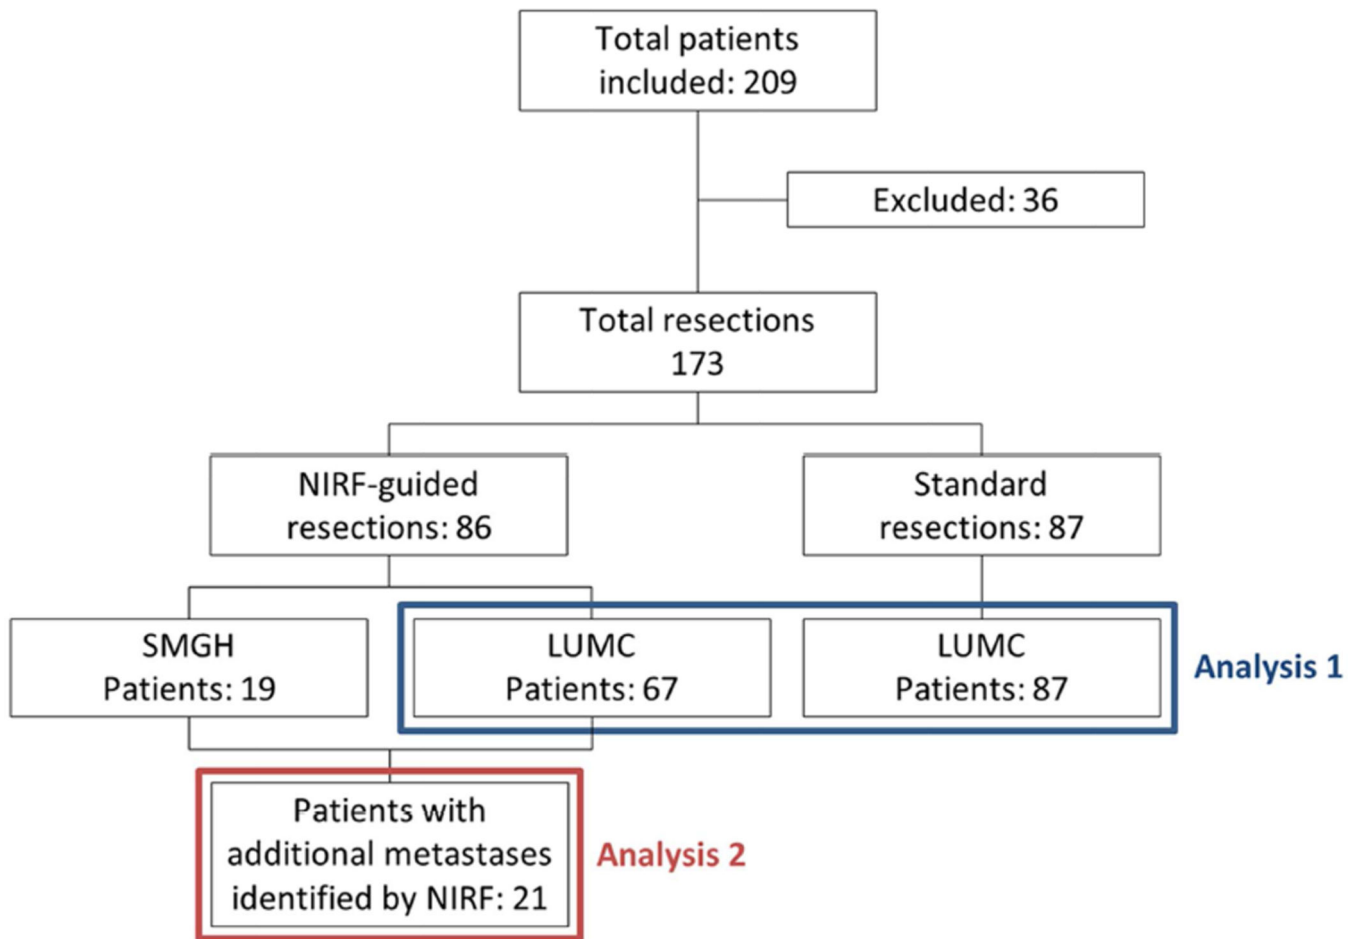 Total patients
included: 209
Excluded: 36
Total resections
173
NIRF-guided
resections: 86
Standard
resections: 87
SMGH
Patients: 19
LUMC
Patients: 67
LUMC
Patients: 87
Analysis 1
Patients with
additional metastases
identified by NIRF: 21
Analysis 2